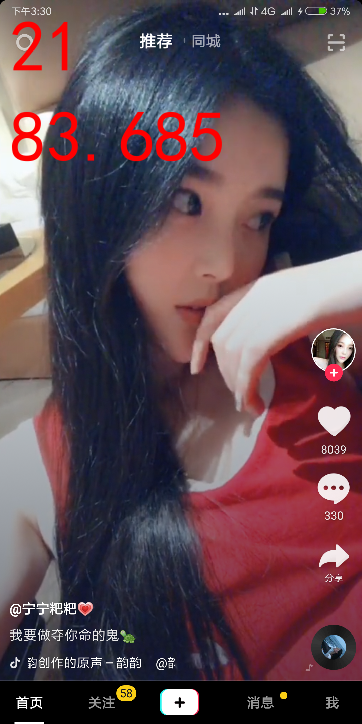 下午3:30 ... 4G 37%
21
推荐 同城
83.685
8039
330
分享
@宁宁粑粑❤️
我要做夺你命的鬼🐢
韵创作的原声 – 韵韵 @韵
首页 关注 58 消息 我